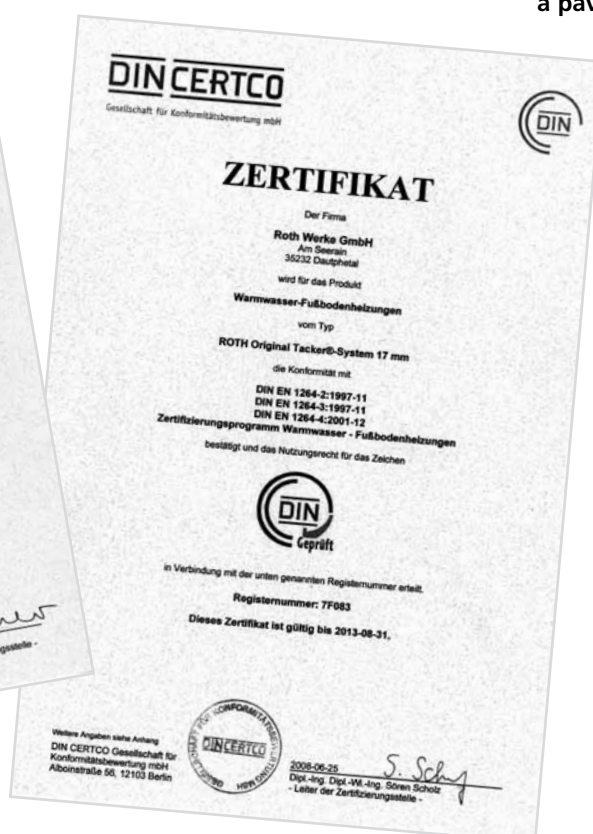 a pav
DIN CERTCO
Gesellschaft für Konformitätsbewertung mbH
DIN
ZERTIFIKAT
Der Firma
Roth Werke GmbH
Am Seerain
35232 Dautphetal
wird für das Produkt
Warmwasser-Fußbodenheizungen
vom Typ
ROTH Original Tacker®-System 17 mm
die Konformität mit
DIN EN 1264-2:1997-11
DIN EN 1264-3:1997-11
DIN EN 1264-4:2001-12
Zertifizierungsprogramm Warmwasser - Fußbodenheizungen
bestätigt und das Nutzungsrecht für das Zeichen
DIN
Geprüft
in Verbindung mit der unten genannten Registernummer erteilt.
Registernummer: 7F083
Dieses Zertifikat ist gültig bis 2013-08-31.
gsstelle -
Weitere Angaben siehe Anhang
DIN CERTCO Gesellschaft für
Konformitätsbewertung mbH
Alboinstraße 56, 12103 Berlin
DINCERTCO
2008-06-25
Dipl.-Ing. Dipl.-Wi.-Ing. Sören Scholz
- Leiter der Zertifizierungsstelle -